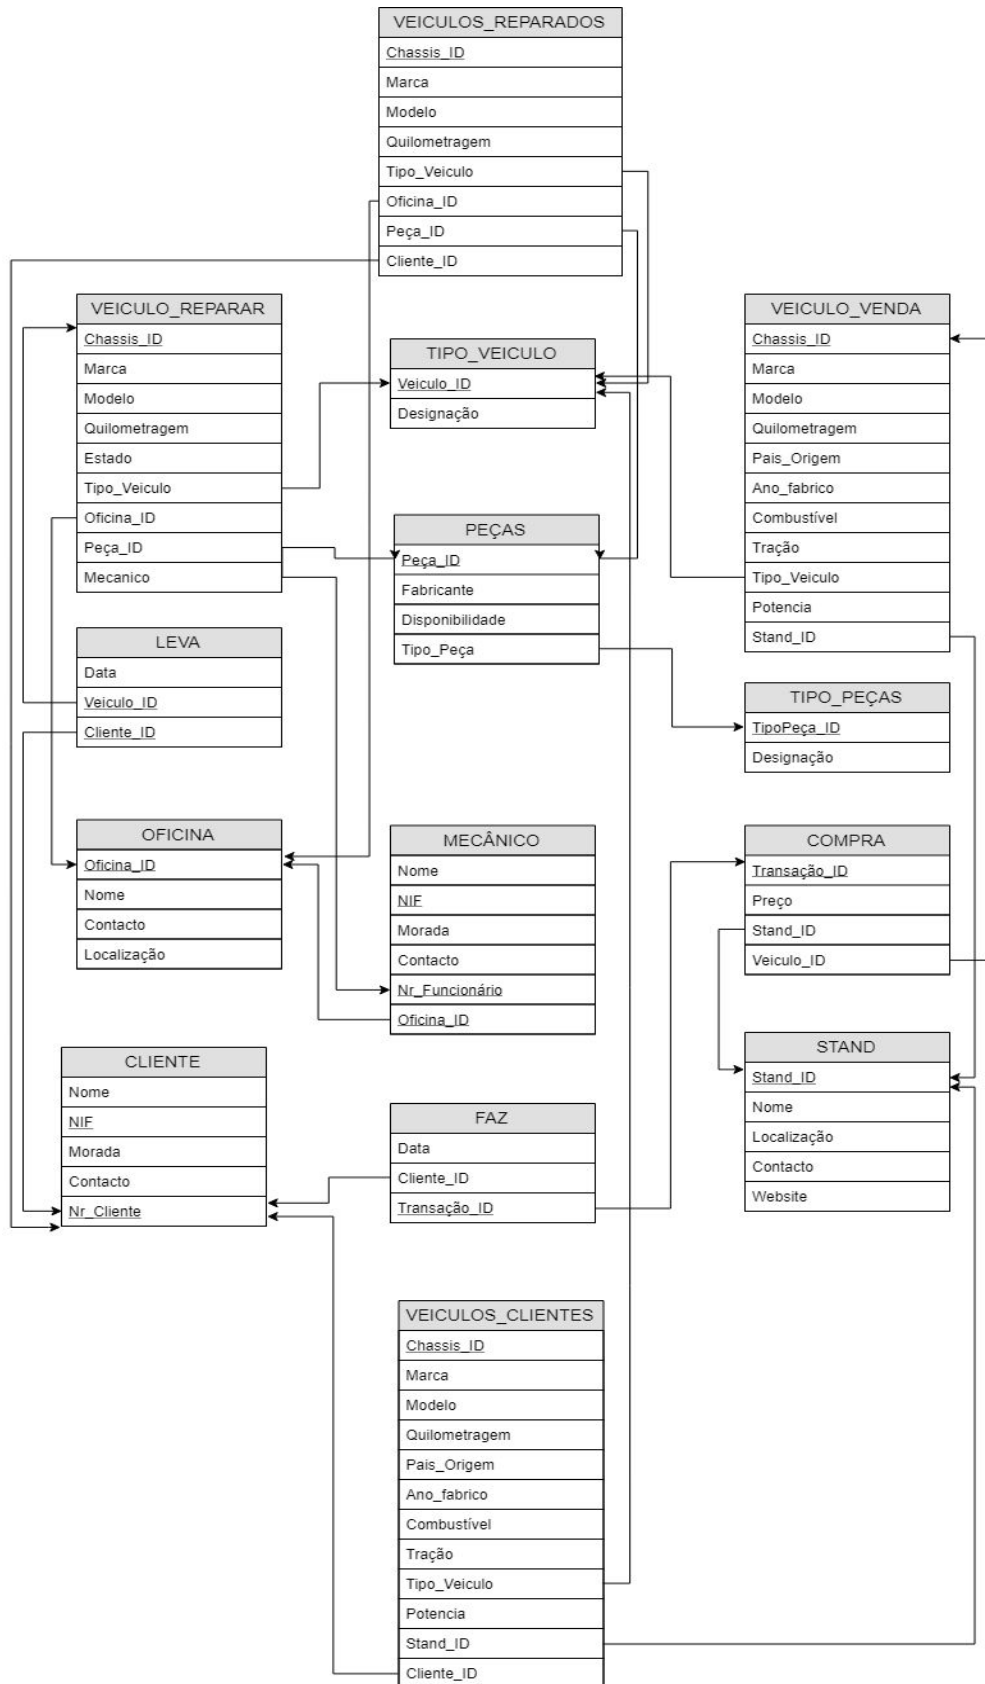 VEICULOS_REPARADOS
Chassis_ID
Marca
Modelo
Quilometragem
Tipo_Veiculo
Oficina_ID
Peça_ID
Cliente_ID
VEICULO_REPARAR
Chassis_ID
Marca
Modelo
Quilometragem
Estado
Tipo_Veiculo
Oficina_ID
Peça_ID
Mecanico
TIPO_VEICULO
Veiculo_ID
Designação
VEICULO_VENDA
Chassis_ID
Marca
Modelo
Quilometragem
Pais_Origem
Ano_fabrico
Combustível
Tração
Tipo_Veiculo
Potencia
Stand_ID
PEÇAS
Peça_ID
Fabricante
Disponibilidade
Tipo_Peça
LEVA
Data
Veiculo_ID
Cliente_ID
TIPO_PEÇAS
TipoPeça_ID
Designação
OFICINA
Oficina_ID
Nome
Contacto
Localização
MECÂNICO
Nome
NIF
Morada
Contacto
Nr_Funcionário
Oficina_ID
COMPRA
Transação_ID
Preço
Stand_ID
Veiculo_ID
CLIENTE
Nome
NIF
Morada
Contacto
Nr_Cliente
FAZ
Data
Cliente_ID
Transação_ID
STAND
Stand_ID
Nome
Localização
Contacto
Website
VEICULOS_CLIENTES
Chassis_ID
Marca
Modelo
Quilometragem
Pais_Origem
Ano_fabrico
Combustível
Tração
Tipo_Veiculo
Potencia
Stand_ID
Cliente_ID